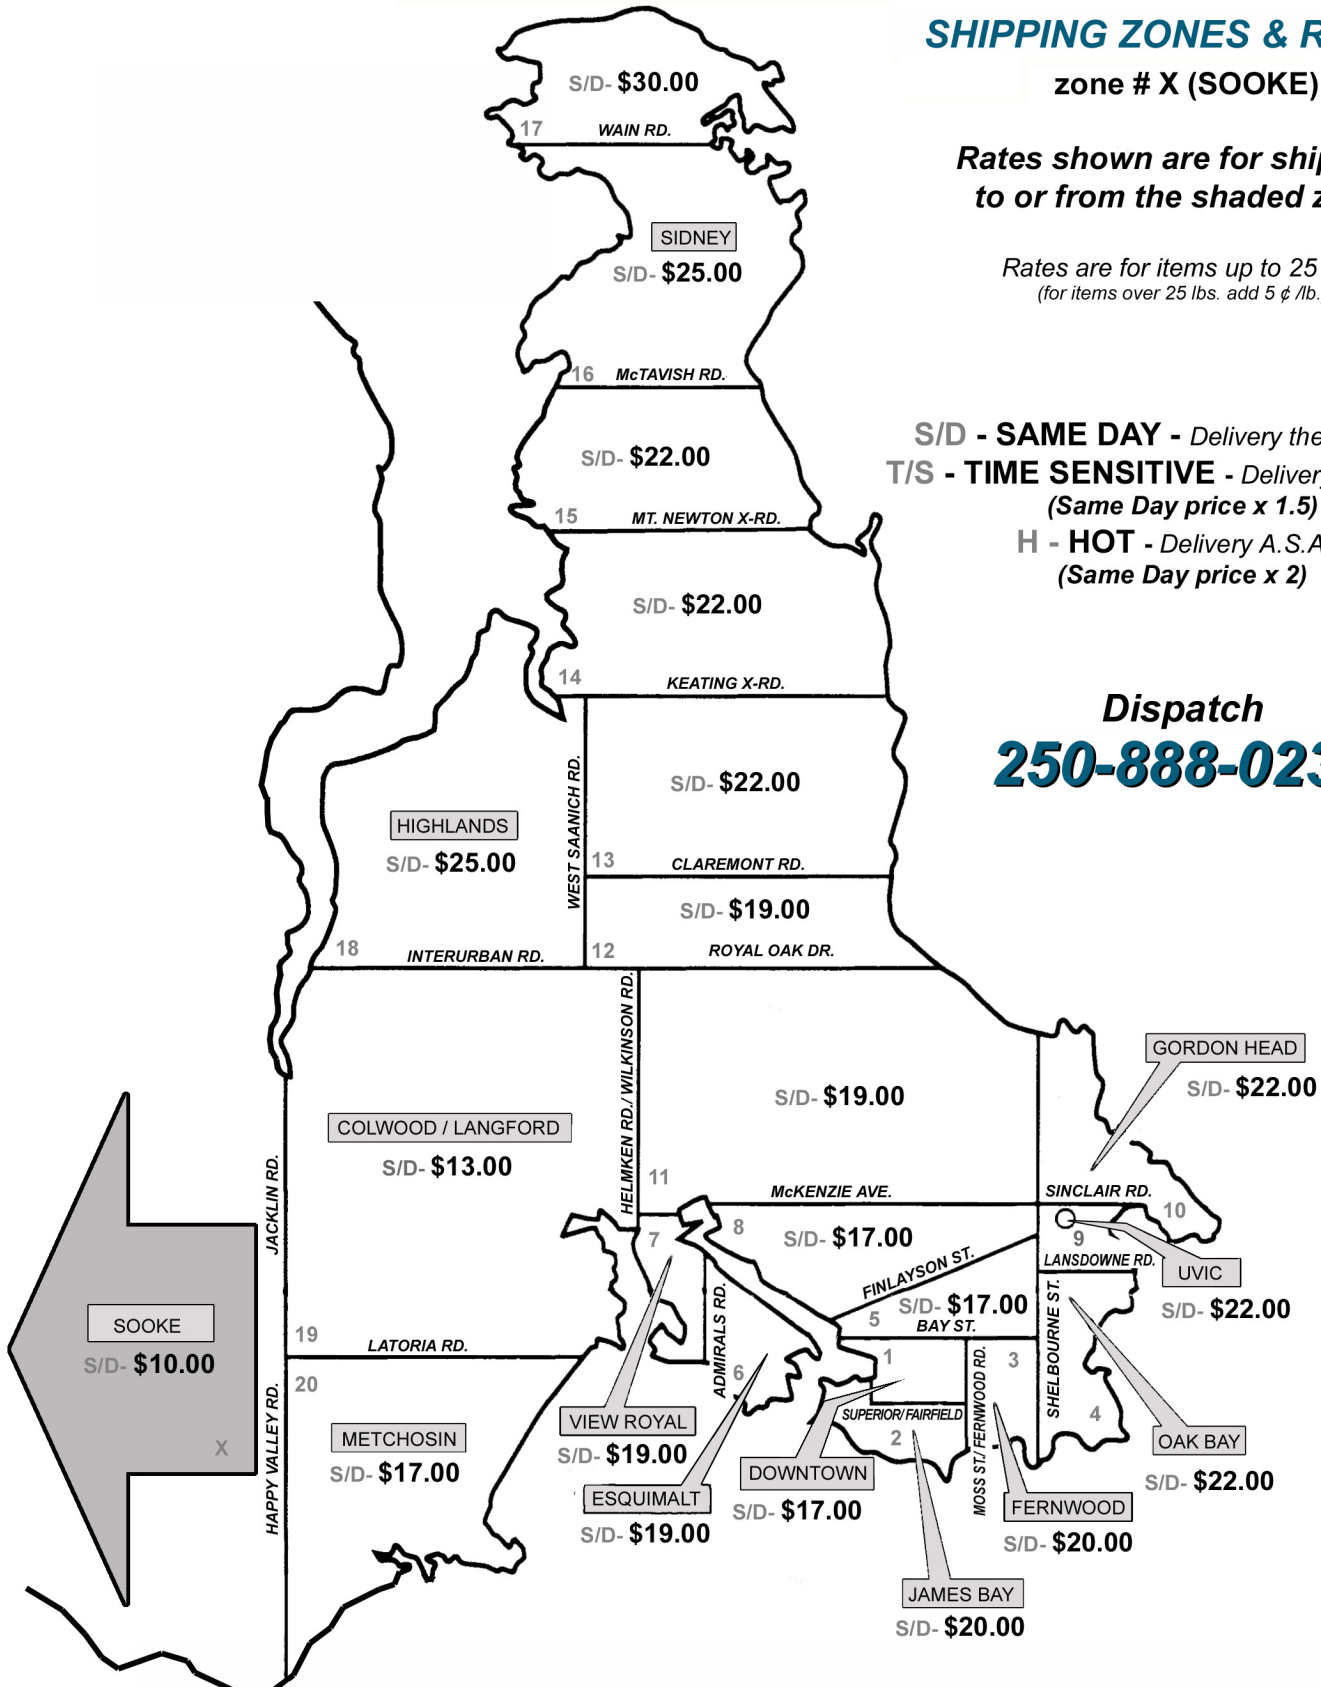 SHIPPING ZONES & R
zone # X (SOOKE)
Rates shown are for ship
to or from the shaded z
Rates are for items up to 25
(for items over 25 lbs. add 5 ¢ /lb.
S/D - SAME DAY - Delivery the
T/S - TIME SENSITIVE - Deliver
(Same Day price x 1.5)
H - HOT - Delivery A.S.A
(Same Day price x 2)
Dispatch
250-888-023
S/D- $30.00
17 WAIN RD.
SIDNEY
S/D- $25.00
16 McTAVISH RD.
S/D- $22.00
15 MT. NEWTON X-RD.
S/D- $22.00
14 KEATING X-RD.
WEST SAANICH RD.
S/D- $22.00
13 CLAREMONT RD.
HIGHLANDS
S/D- $25.00
18 INTERURBAN RD.
S/D- $19.00
12 ROYAL OAK DR.
HELMKEN RD./ WILKINSON RD.
S/D- $19.00
11 McKENZIE AVE.
GORDON HEAD
S/D- $22.00
SINCLAIR RD.
10
COLWOOD / LANGFORD
S/D- $13.00
JACKLIN RD.
19 LATORIA RD.
7
8
S/D- $17.00
FINLAYSON ST.
9
LANSDOWNE RD.
UVIC
S/D- $22.00
5 S/D- $17.00
BAY ST.
SHELBOURNE ST.
ADMIRALS RD.
6
1
3
4
SUPERIOR/ FAIRFIELD
2
MOSS ST./ FERNWOOD RD.
SOOKE
S/D- $10.00
X
HAPPY VALLEY RD.
20
METCHOSIN
S/D- $17.00
VIEW ROYAL
S/D- $19.00
ESQUIMALT
S/D- $19.00
DOWNTOWN
S/D- $17.00
OAK BAY
S/D- $22.00
FERNWOOD
S/D- $20.00
JAMES BAY
S/D- $20.00